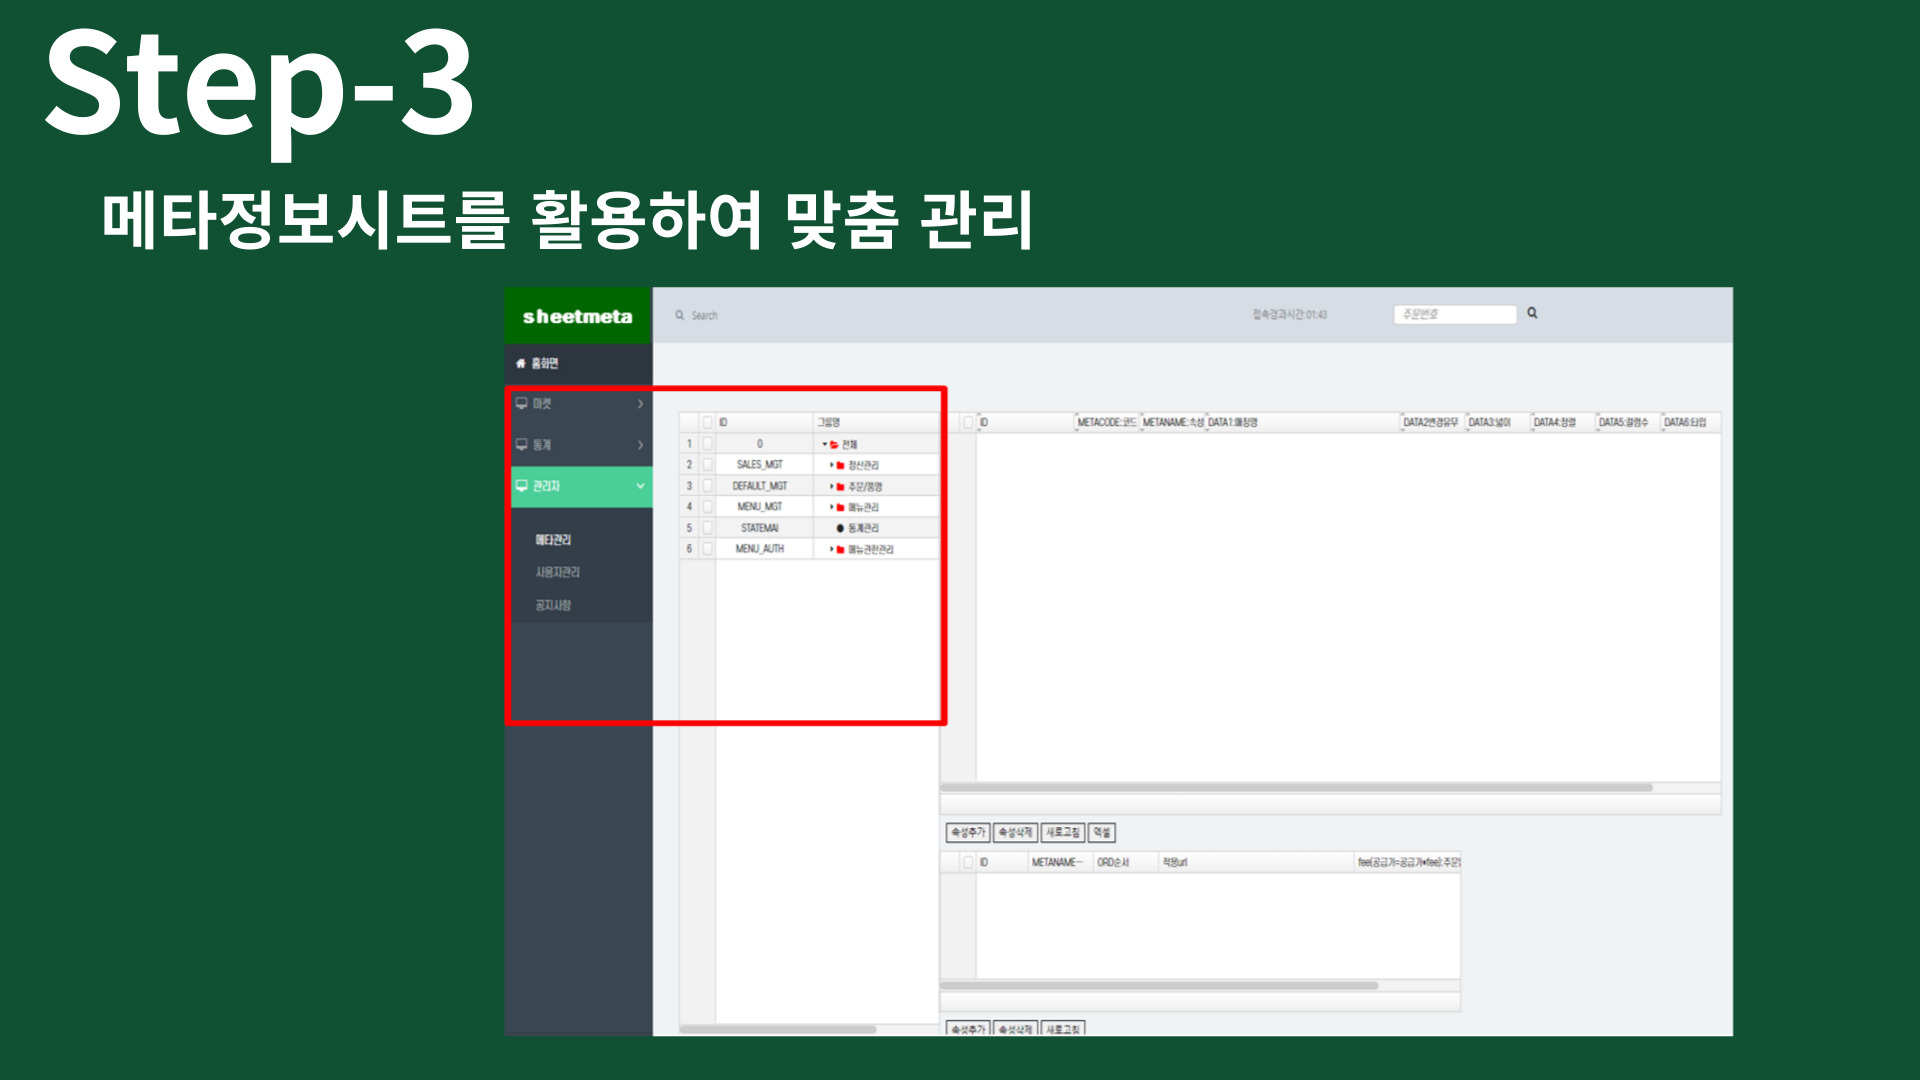 Step-3
메타정보시트를 활용하여 맞춤 관리
sheetmeta
Search
접속경과시간:01:43
주문번호
홈화면
마켓
통계
관리자
메타관리
사용자관리
공지사항
ID 그룹명
1 0 전체
2 SALES_MGT 정산관리
3 DEFAULT_MGT 주문/품명
4 MENU_MGT 메뉴관리
5 STATEMAI 통계관리
6 MENU_AUTH 메뉴권한관리
ID METACODE:코드 METANAME:속성 DATA1:매칭명 DATA2변경유무 DATA3:넓이 DATA4:정렬 DATA5:컬럼수 DATA6:타입
속성추가 속성삭제 새로고침 엑셀
ID METANAME... ORD순서 적용url fee(공급가=공급가*fee):주문
속성추가 속성삭제 새로고침